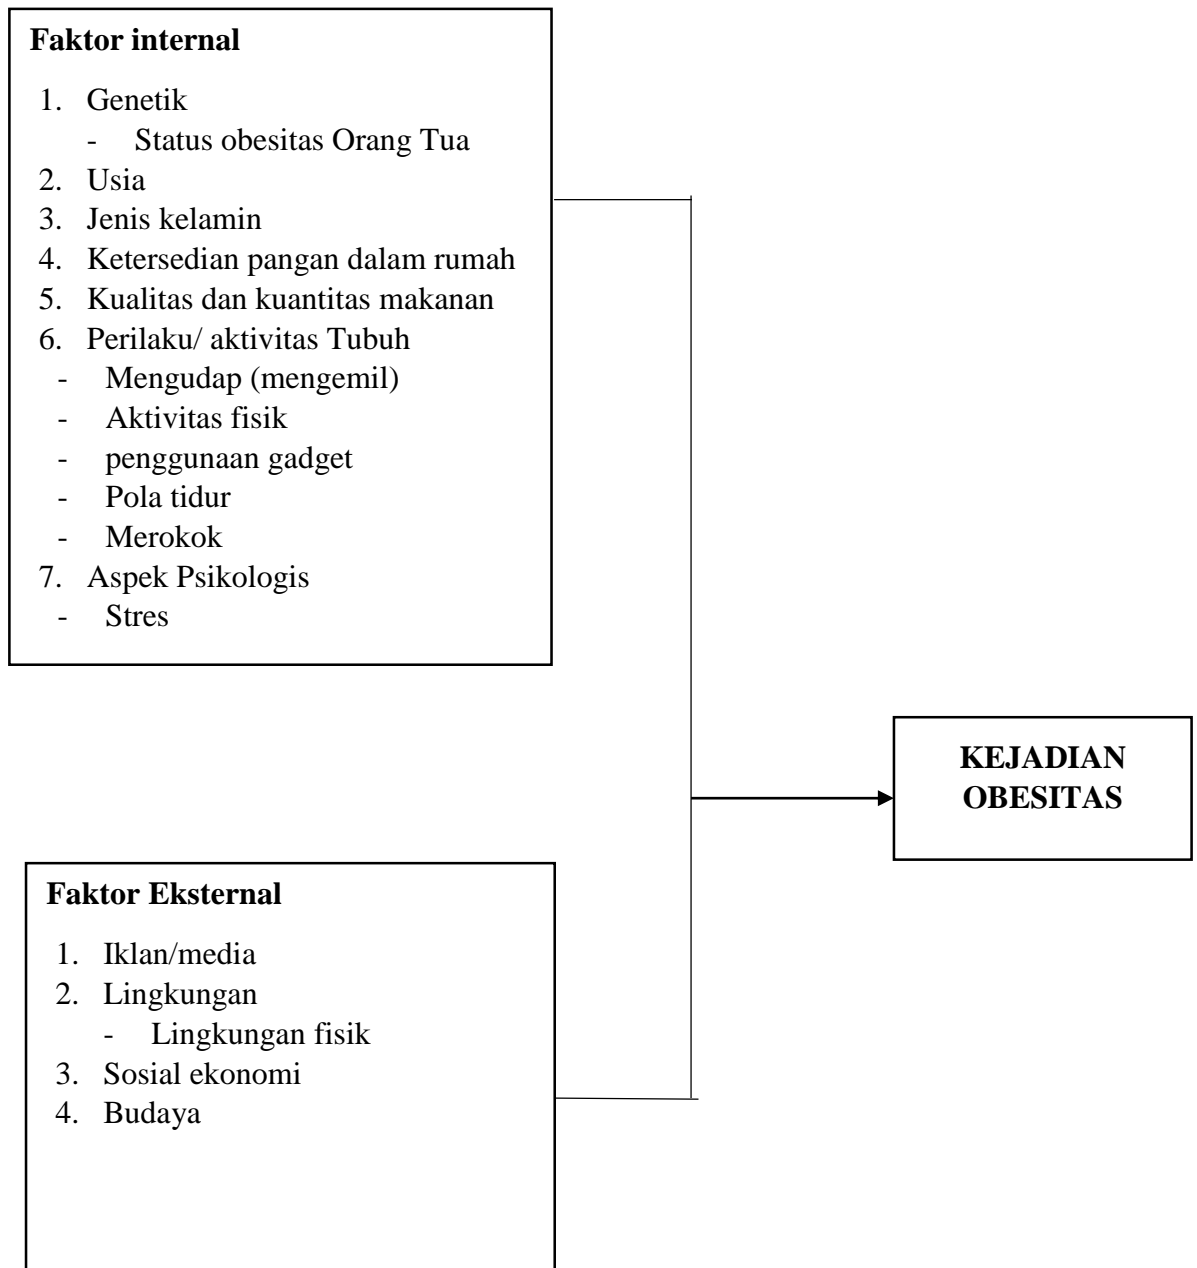 Faktor internal
1. Genetik
- Status obesitas Orang Tua
2. Usia
3. Jenis kelamin
4. Ketersedian pangan dalam rumah
5. Kualitas dan kuantitas makanan
6. Perilaku/ aktivitas Tubuh
- Mengudap (mengemil)
- Aktivitas fisik
- penggunaan gadget
- Pola tidur
- Merokok
7. Aspek Psikologis
- Stres
KEJADIAN
OBESITAS
Faktor Eksternal
1. Iklan/media
2. Lingkungan
- Lingkungan fisik
3. Sosial ekonomi
4. Budaya